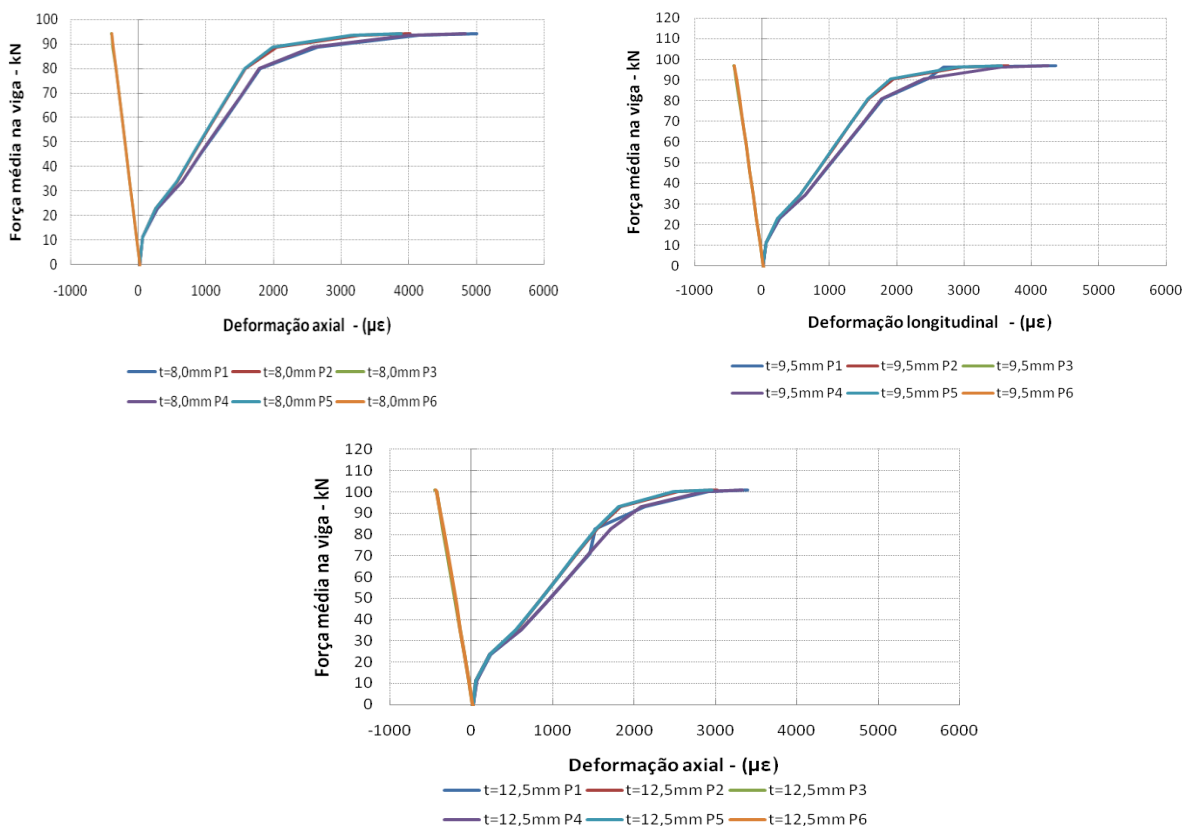 Força média na viga - kN
100
90
80
70
60
50
40
30
20
10
0
-1000 0 1000 2000 3000 4000 5000 6000
Deformação axial - (µε)
t=8,0mm P1 t=8,0mm P2 t=8,0mm P3
t=8,0mm P4 t=8,0mm P5 t=8,0mm P6
Força média na viga - kN
120
110
100
90
80
70
60
50
40
30
20
10
0
-1000 0 1000 2000 3000 4000 5000 6000
Deformação longitudinal - (µε)
t=9,5mm P1 t=9,5mm P2 t=9,5mm P3
t=9,5mm P4 t=9,5mm P5 t=9,5mm P6
Força média na viga - kN
120
110
100
90
80
70
60
50
40
30
20
10
0
-1000 0 1000 2000 3000 4000 5000 6000
Deformação axial - (µε)
t=12,5mm P1 t=12,5mm P2 t=12,5mm P3
t=12,5mm P4 t=12,5mm P5 t=12,5mm P6